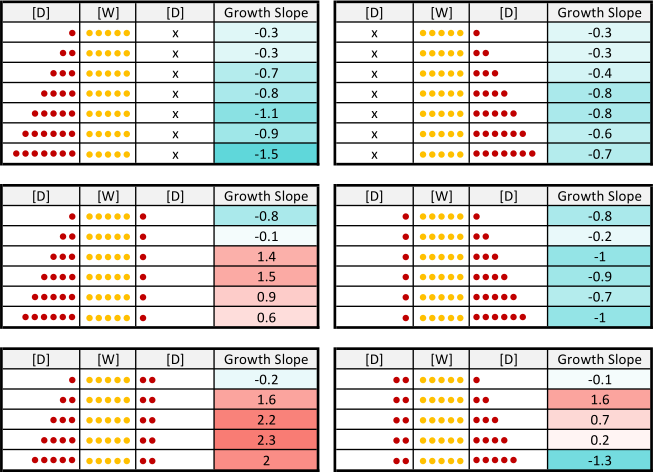 [D] [W] [D] Growth Slope
x -0.3
x -0.3
x -0.7
x -0.8
x -1.1
x -0.9
x -1.5
[D] [W] [D] Growth Slope
x -0.3
x -0.3
x -0.4
x -0.8
x -0.8
x -0.6
x -0.7
[D] [W] [D] Growth Slope
-0.8
-0.1
1.4
1.5
0.9
0.6
[D] [W] [D] Growth Slope
-0.8
-0.2
-1
-0.9
-0.7
-1
[D] [W] [D] Growth Slope
-0.2
1.6
2.2
2.3
2
[D] [W] [D] Growth Slope
-0.1
1.6
0.7
0.2
-1.3